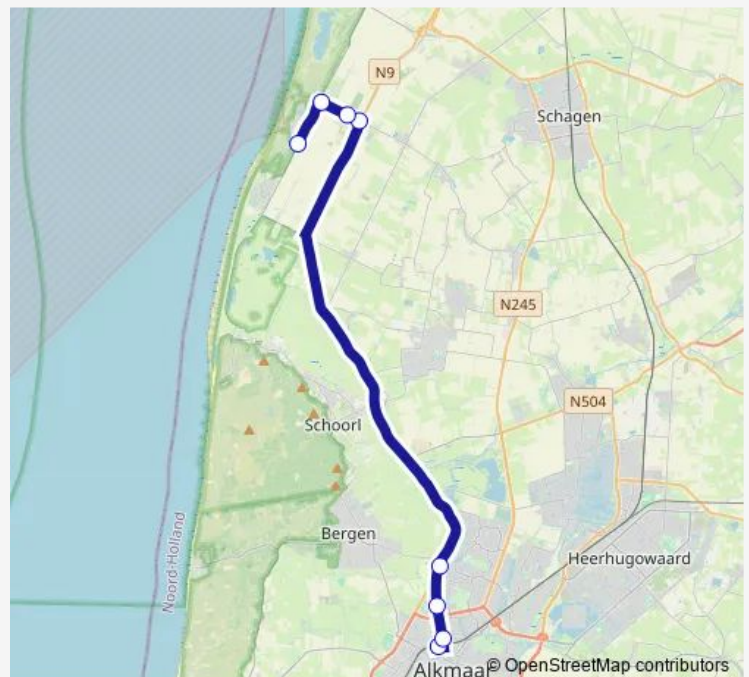 N9
Schagen
N245
N504
Schoorl
Bergen
Heerhugowaard
Noord-Holland
Alkmaar
© OpenStreetMap contributors